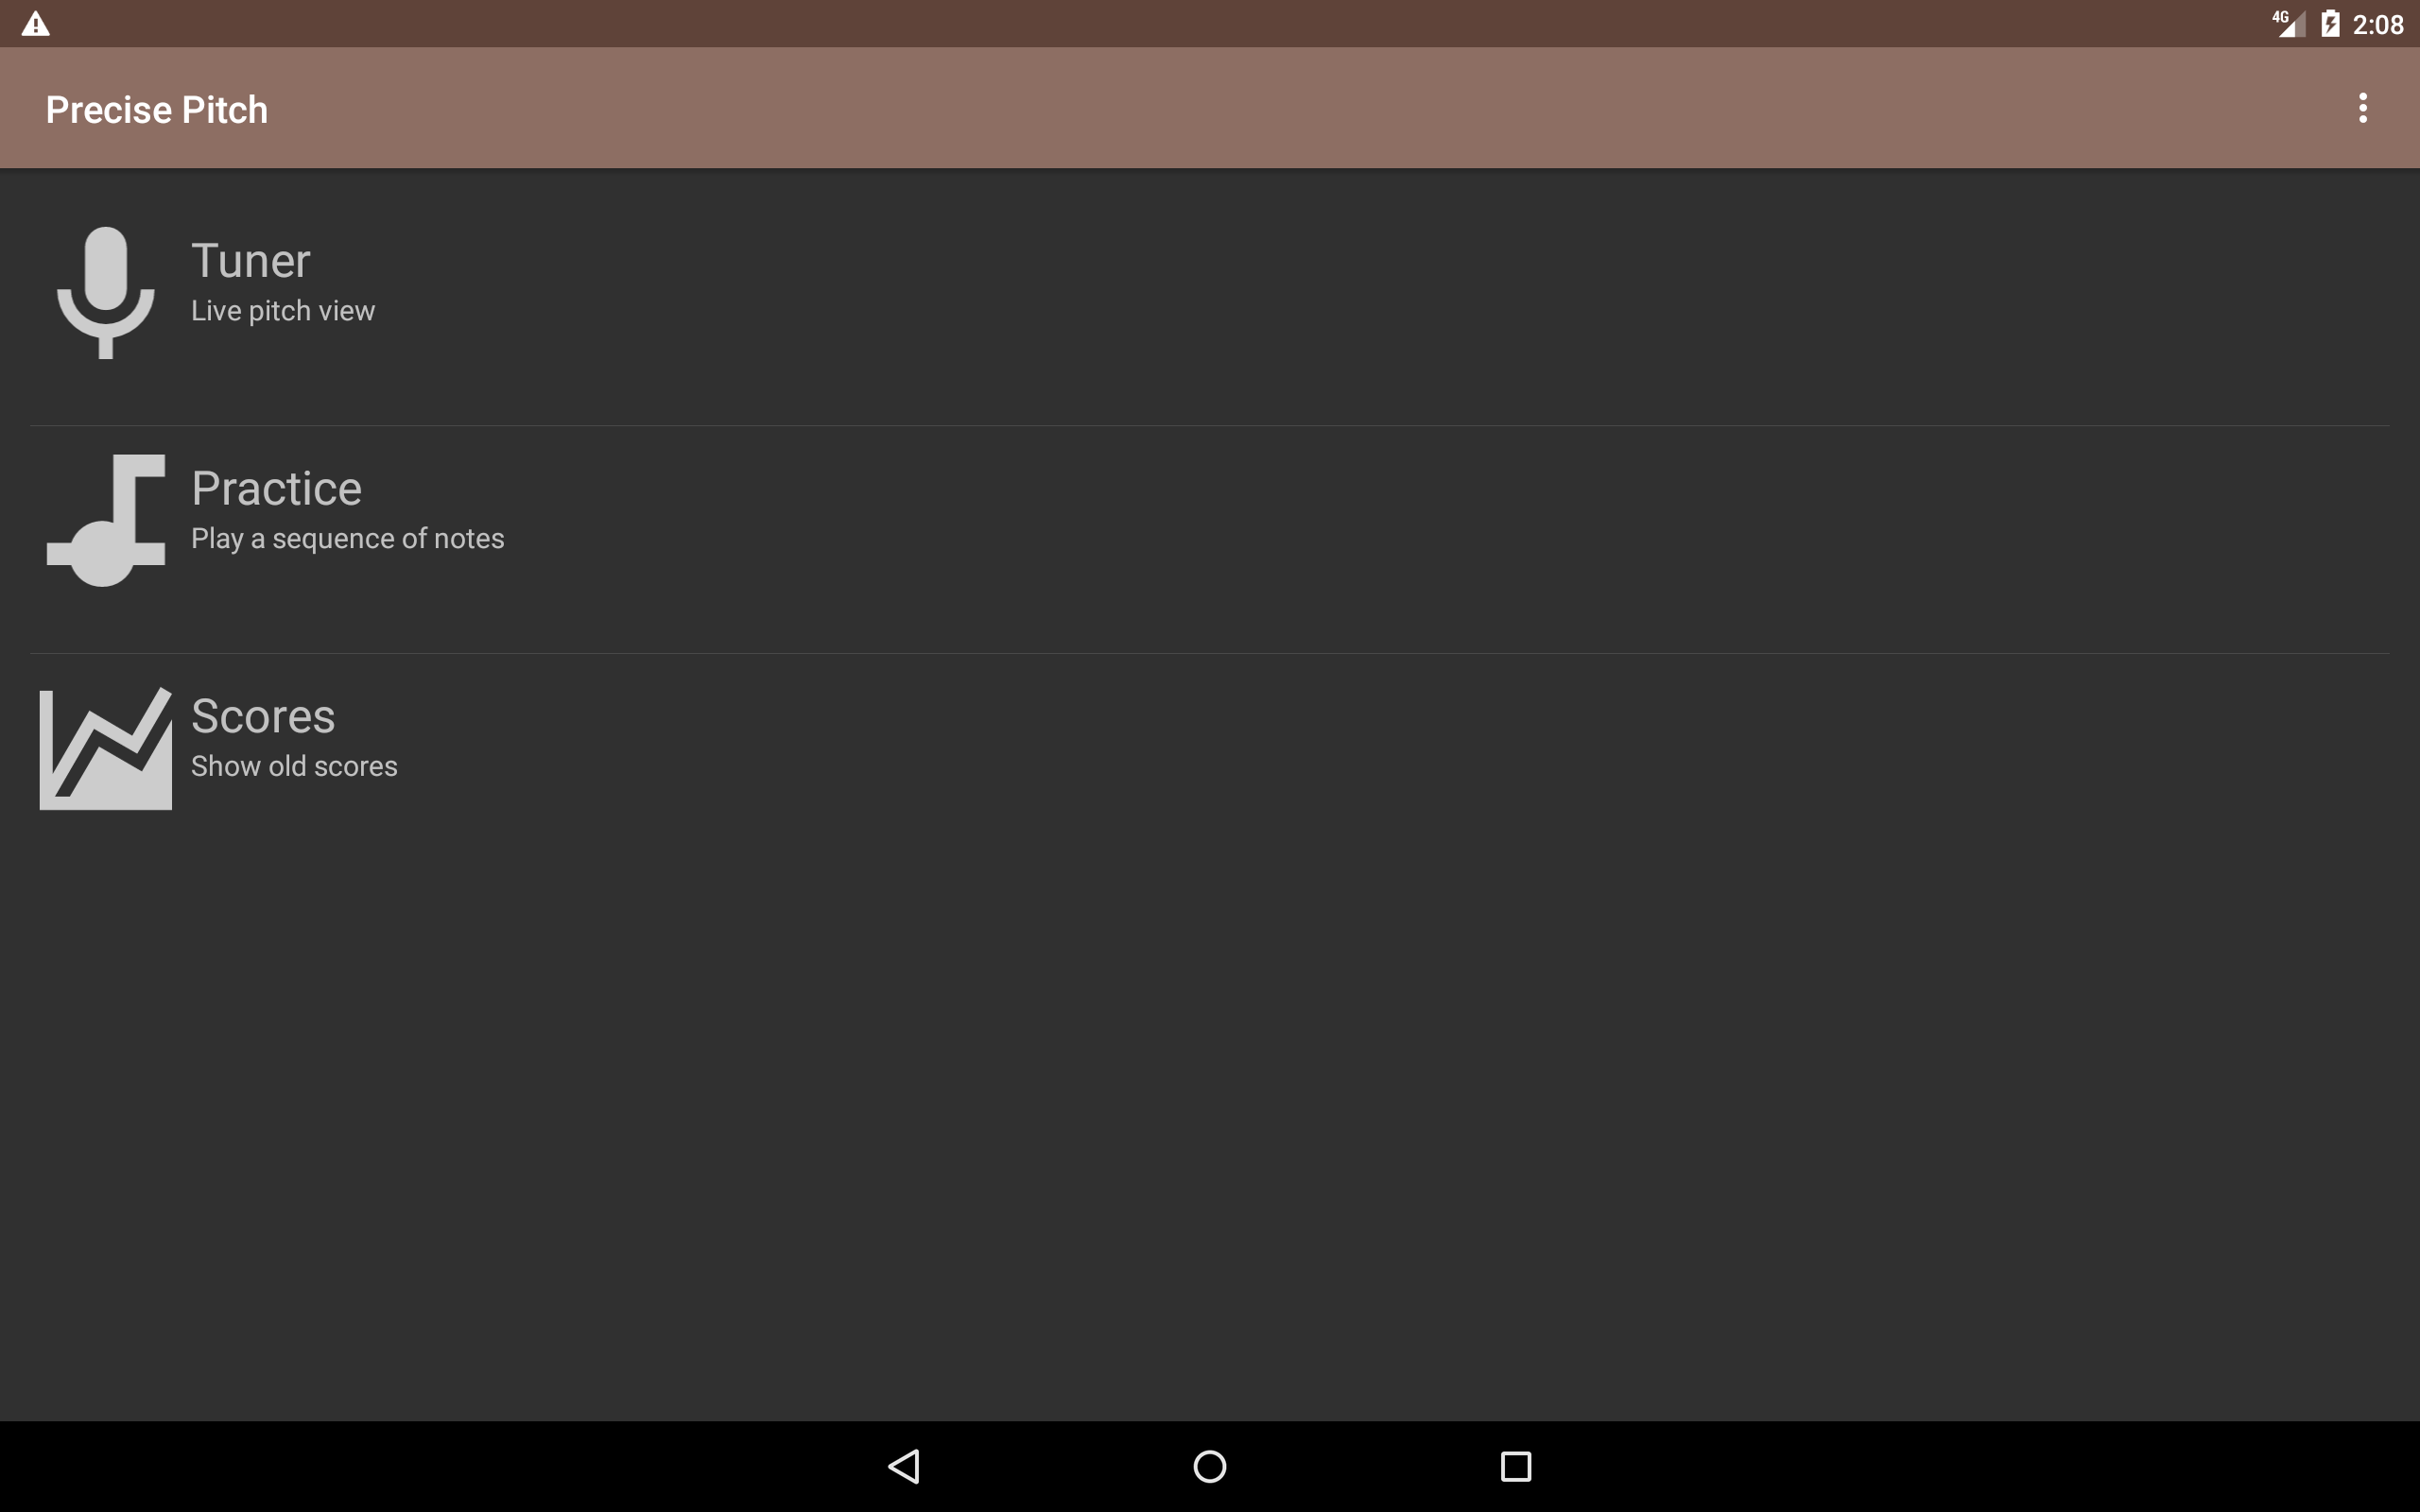 4G 2:08
Precise Pitch
Tuner
Live pitch view
Practice
Play a sequence of notes
Scores
Show old scores